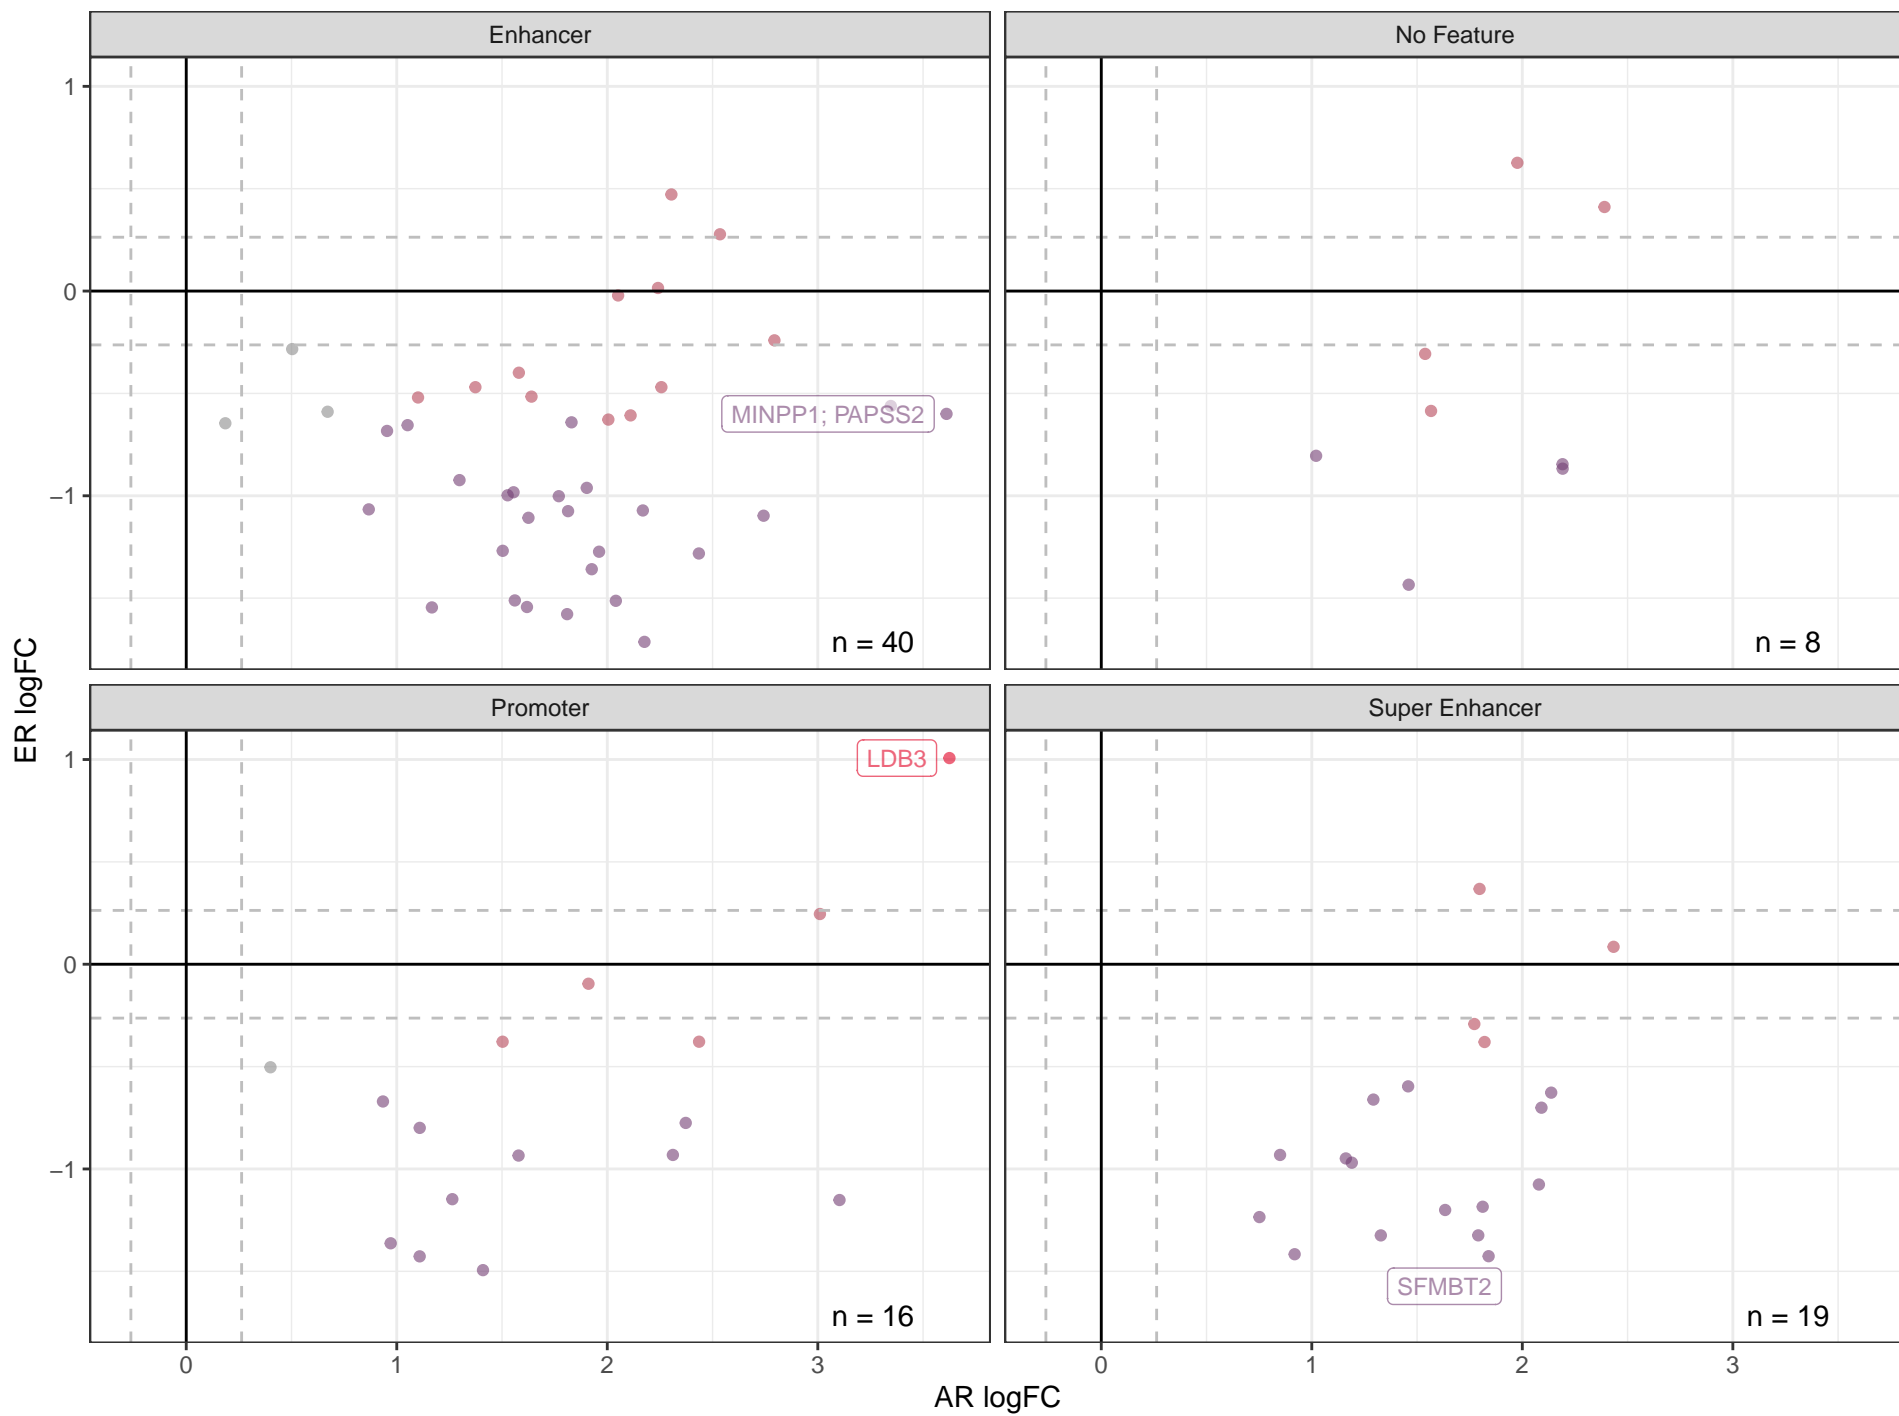 Enhancer
No Feature
1
0
−1
MINPP1; PAPSS2
n = 40
n = 8
Promoter
Super Enhancer
ER logFC
1
0
−1
LDB3
SFMBT2
n = 16
n = 19
0 1 2 3
0 1 2 3
AR logFC